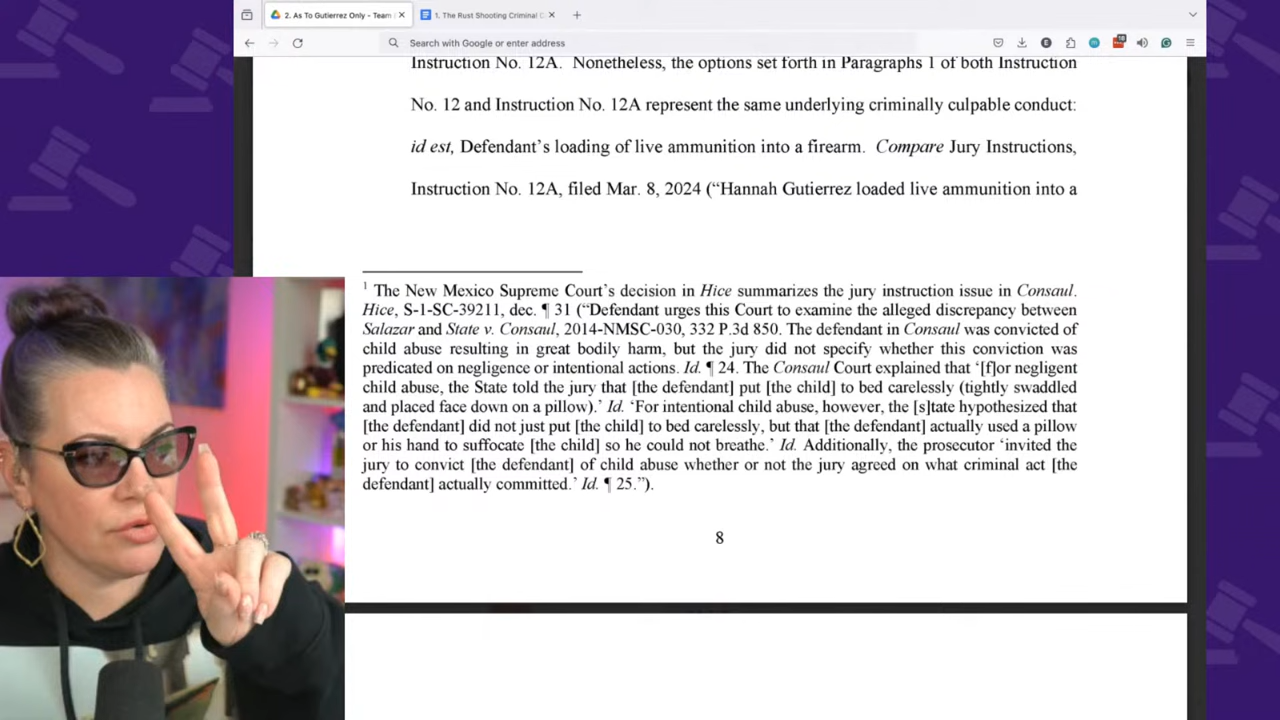 2. As To Gutierrez Only – Team
1. The Rust Shooting Criminal C
Search with Google or enter address
18
Instruction No. 12A. Nonetheless, the options set forth in Paragraphs 1 of both Instruction
No. 12 and Instruction No. 12A represent the same underlying criminally culpable conduct:
id est, Defendant’s loading of live ammunition into a firearm. Compare Jury Instructions,
Instruction No. 12A, filed Mar. 8, 2024 (“Hannah Gutierrez loaded live ammunition into a
1 The New Mexico Supreme Court’s decision in Hice summarizes the jury instruction issue in Consaul.
Hice, S-1-SC-39211, dec. ¶ 31 (“Defendant urges this Court to examine the alleged discrepancy between
Salazar and State v. Consaul, 2014-NMSC-030, 332 P.3d 850. The defendant in Consaul was convicted of
child abuse resulting in great bodily harm, but the jury did not specify whether this conviction was
predicated on negligence or intentional actions. Id. ¶ 24. The Consaul Court explained that ‘[f]or negligent
child abuse, the State told the jury that [the defendant] put [the child] to bed carelessly (tightly swaddled
and placed face down on a pillow).’ Id. ‘For intentional child abuse, however, the [s]tate hypothesized that
[the defendant] did not just put [the child] to bed carelessly, but that [the defendant] actually used a pillow
or his hand to suffocate [the child] so he could not breathe.’ Id. Additionally, the prosecutor ‘invited the
jury to convict [the defendant] of child abuse whether or not the jury agreed on what criminal act [the
defendant] actually committed.’ Id. ¶ 25.”).
8